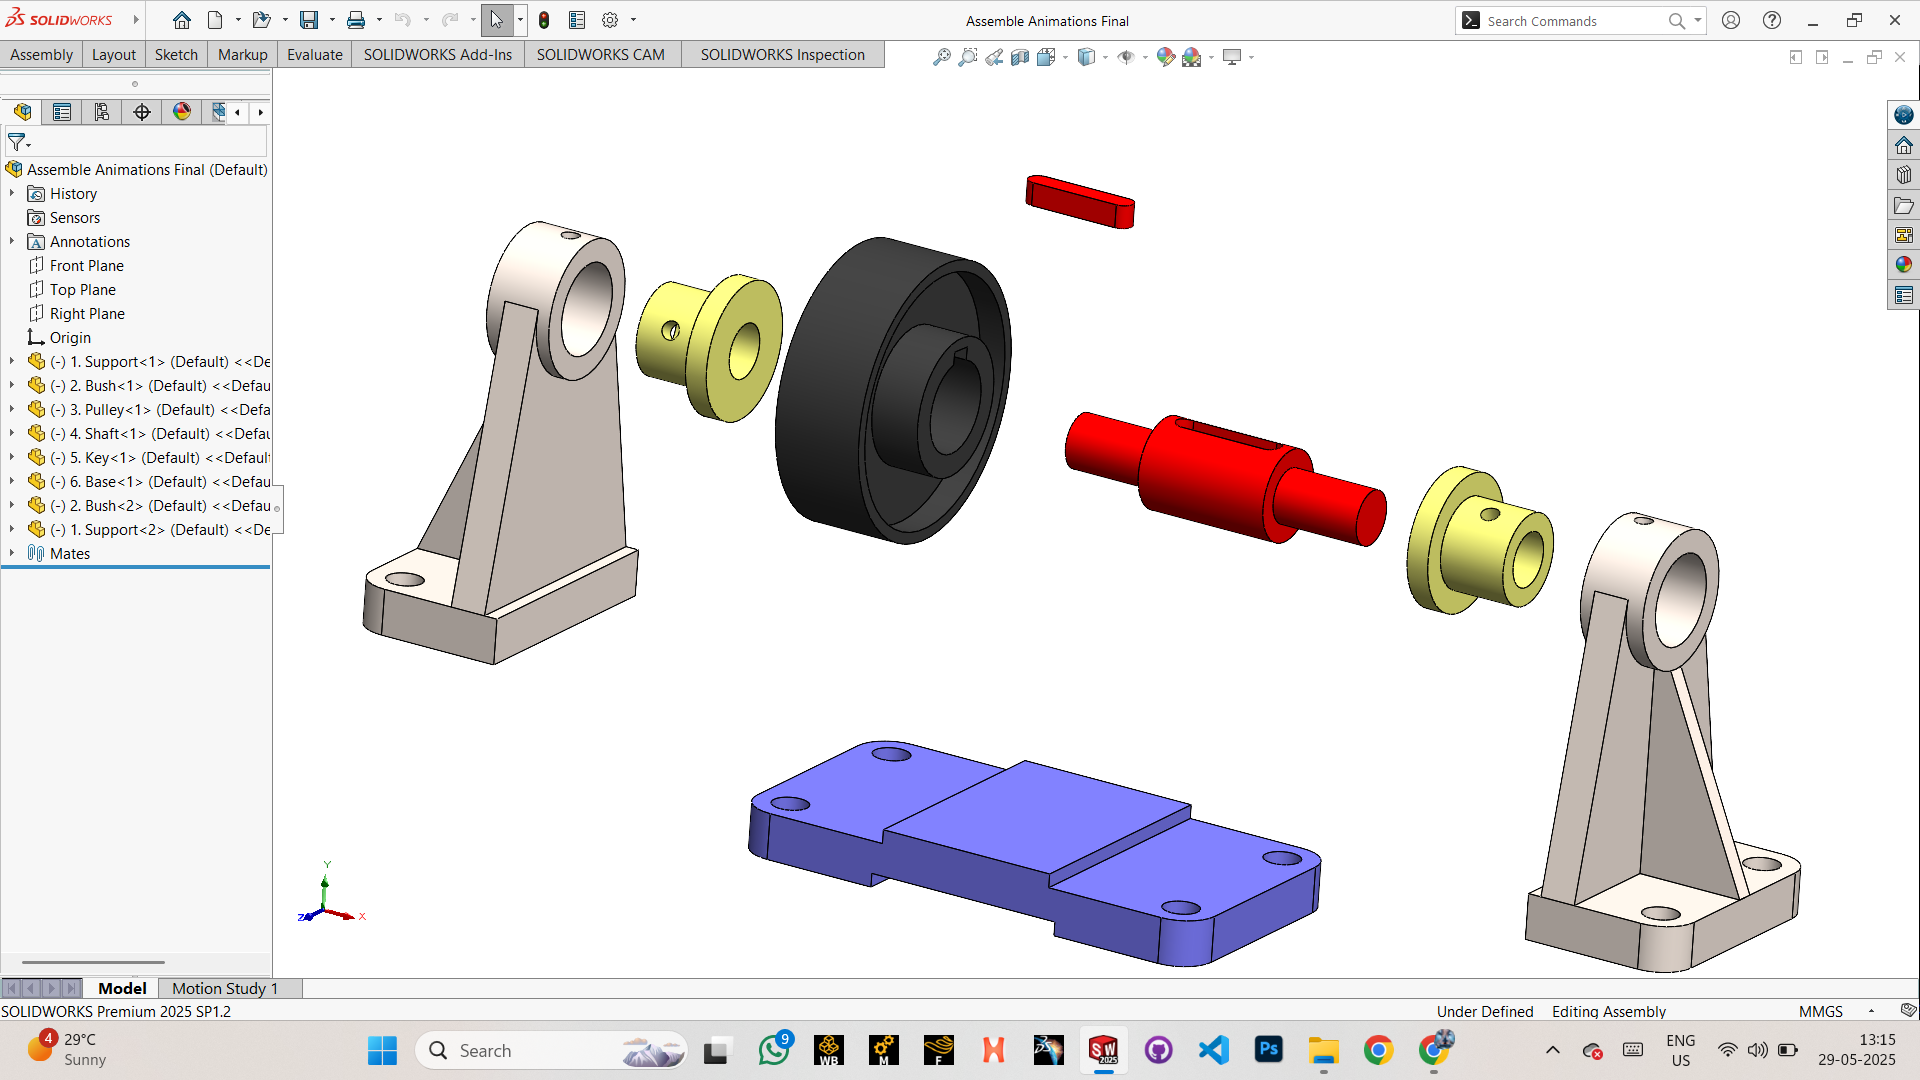 SOLIDWORKS
Assemble Animations Final
Search Commands
Assembly
Layout
Sketch
Markup
Evaluate
SOLIDWORKS Add-Ins
SOLIDWORKS CAM
SOLIDWORKS Inspection
Assemble Animations Final (Default)
History
Sensors
Annotations
Front Plane
Top Plane
Right Plane
Origin
(-) 1. Support<1> (Default) <<De
(-) 2. Bush<1> (Default) <<Defau
(-) 3. Pulley<1> (Default) <<Defa
(-) 4. Shaft<1> (Default) <<Defau
(-) 5. Key<1> (Default) <<Default
(-) 6. Base<1> (Default) <<Defau
(-) 2. Bush<2> (Default) <<Defau
(-) 1. Support<2> (Default) <<De
Mates
Y
Z
X
Model
Motion Study 1
SOLIDWORKS Premium 2025 SP1.2
Under Defined
Editing Assembly
MMGS
4
29°C
Sunny
Search
9
WB
M
F
SW
2025
Ps
ENG
US
13:15
29-05-2025